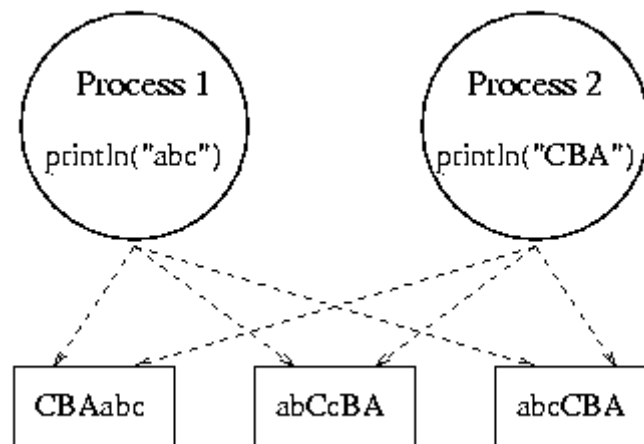 Process 1
println("abc")
Process 2
println("CBA")
CBAabc
abCcBA
abcCBA